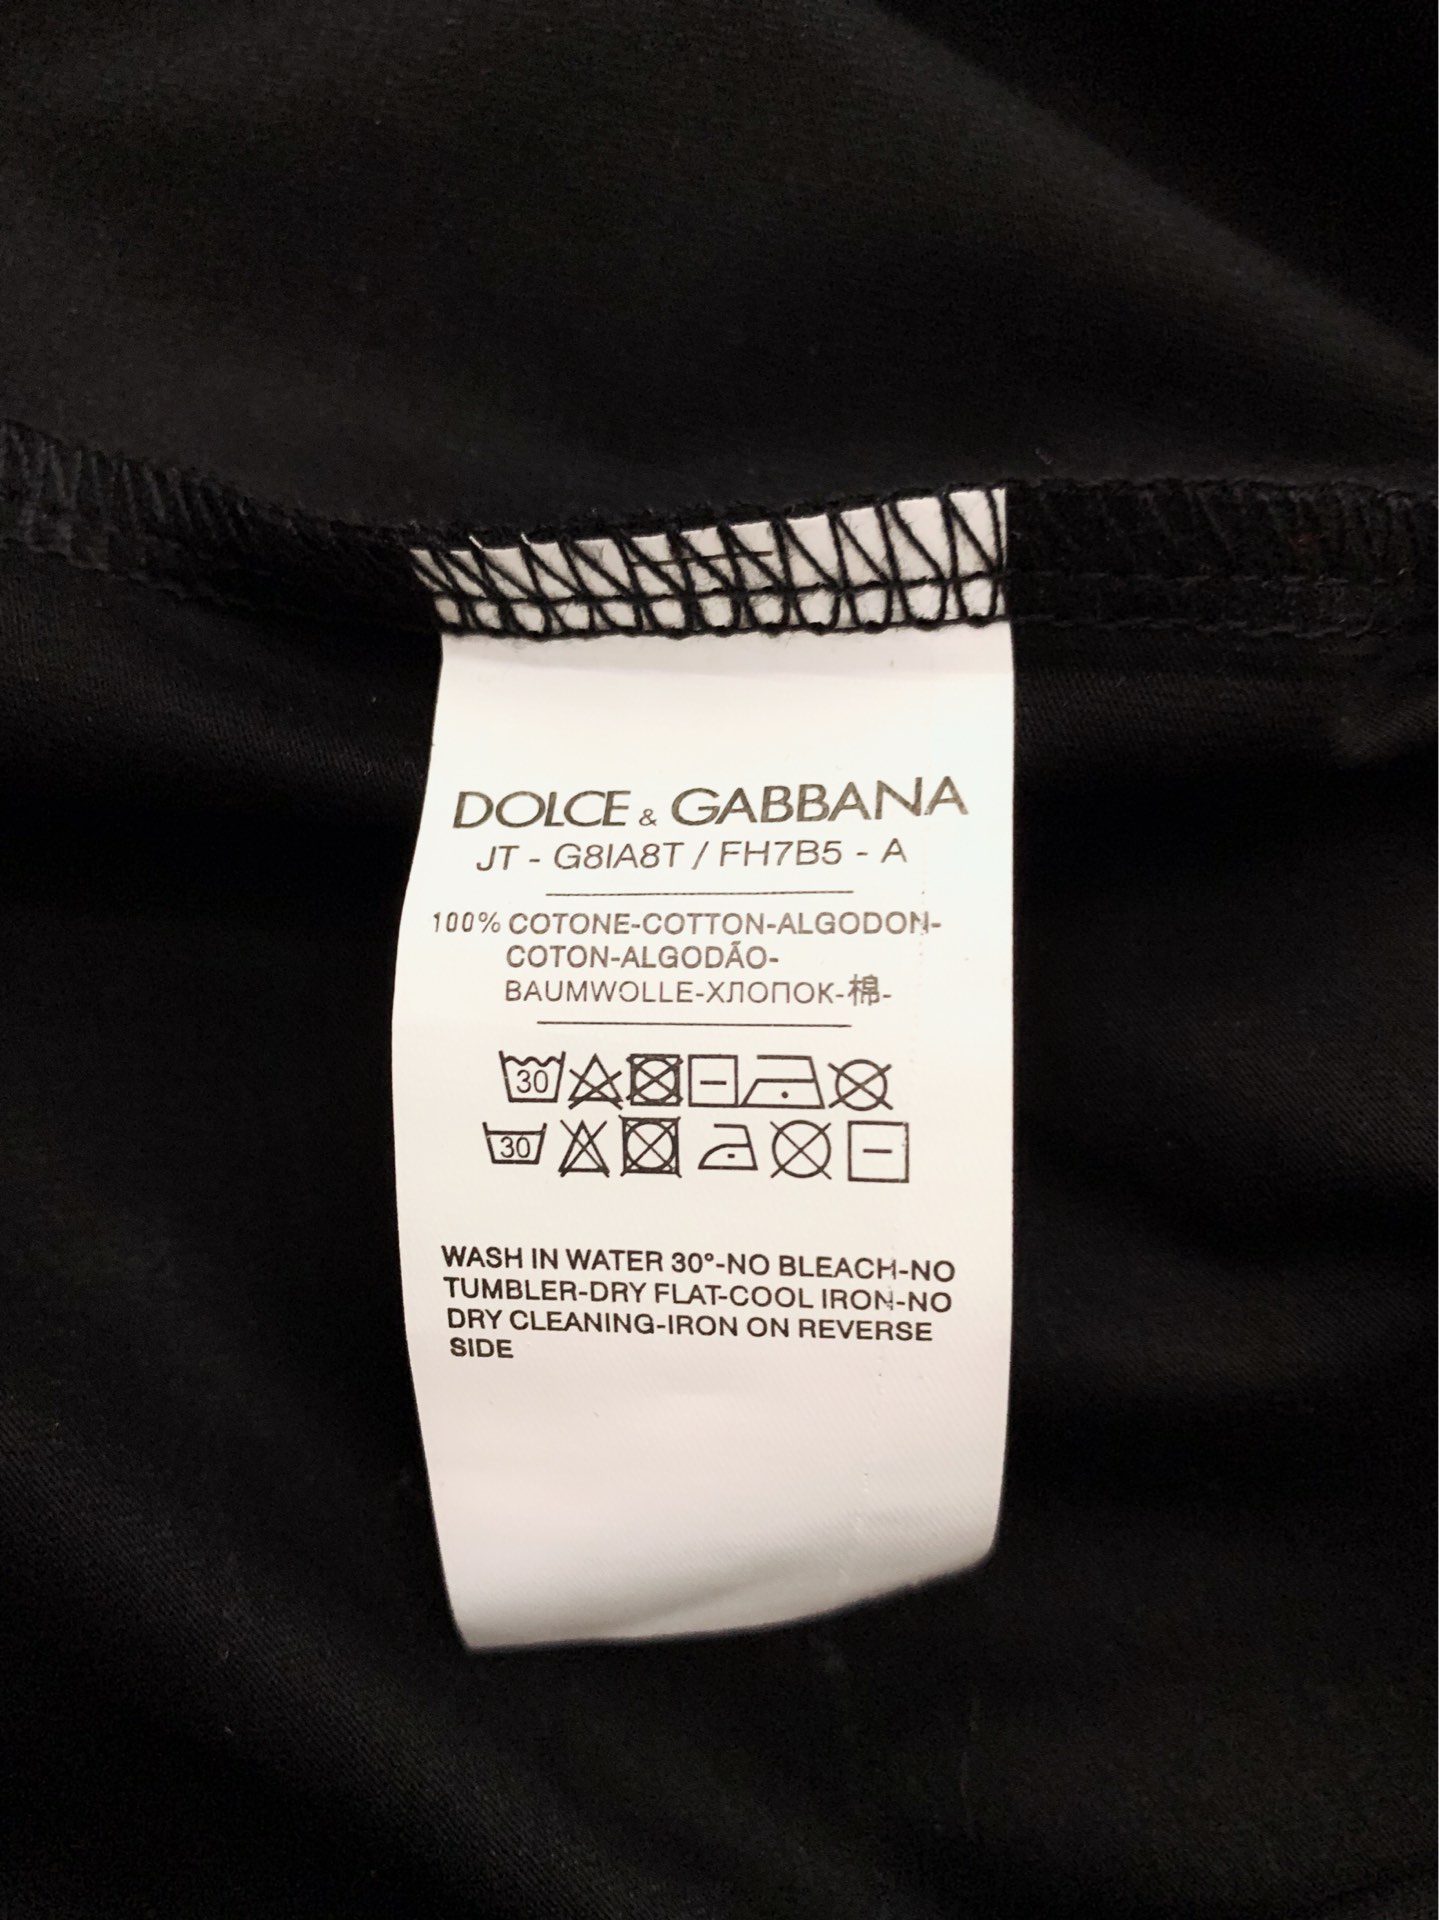 DOLCE & GABBANA
JT - G8IA8T / FH7B5 - A
100% COTONE-COTTON-ALGODON-
COTON-ALGODÃO-
BAUMWOLLE-ХЛОПОК-棉-
30
30
WASH IN WATER 30°-NO BLEACH-NO
TUMBLER-DRY FLAT-COOL IRON-NO
DRY CLEANING-IRON ON REVERSE
SIDE